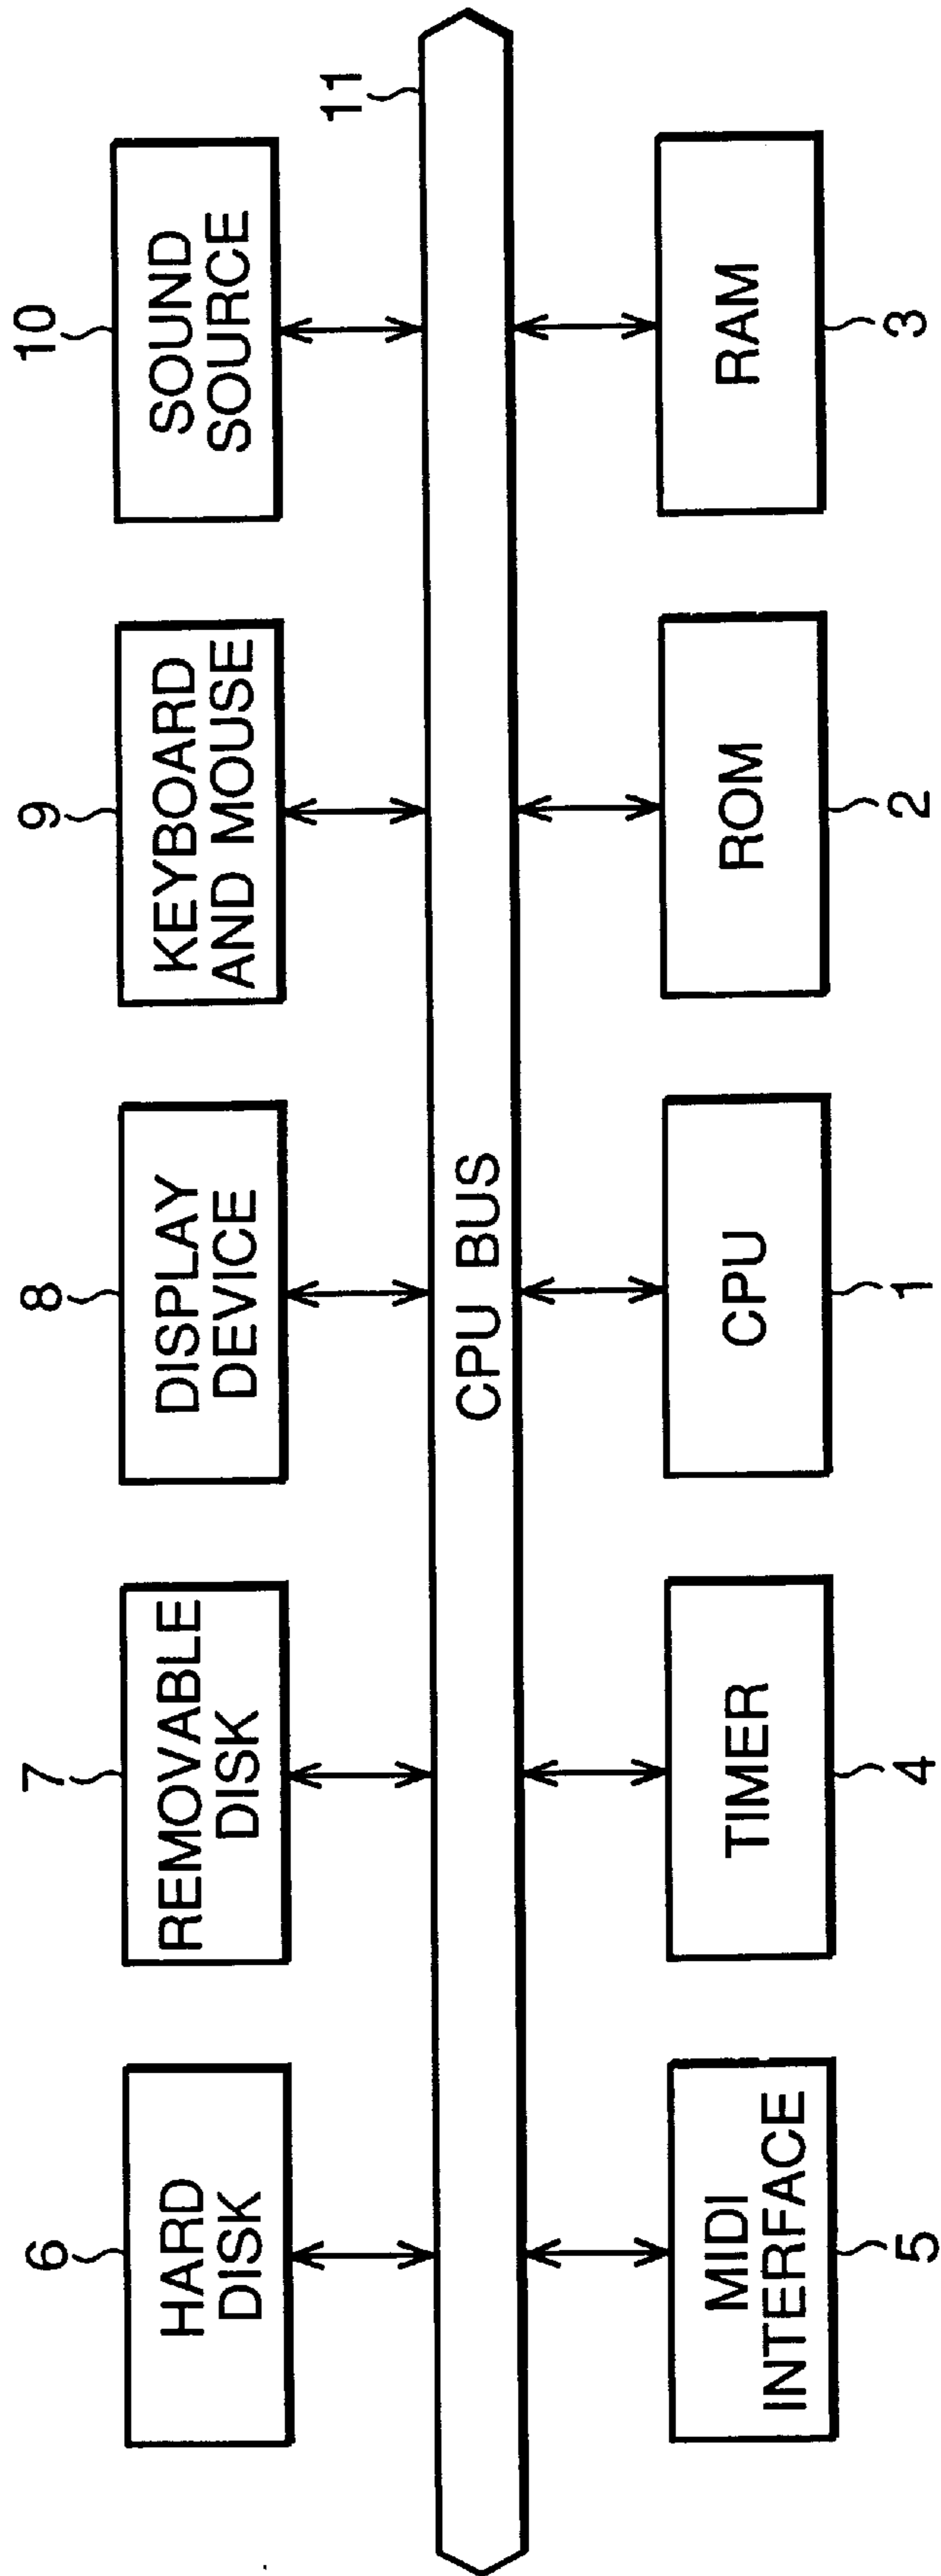 6
HARD
DISK
7
REMOVABLE
DISK
8
DISPLAY
DEVICE
9
KEYBOARD
AND MOUSE
10
SOUND
SOURCE
11
CPU BUS
MIDI
INTERFACE
5
TIMER
4
CPU
1
ROM
2
RAM
3